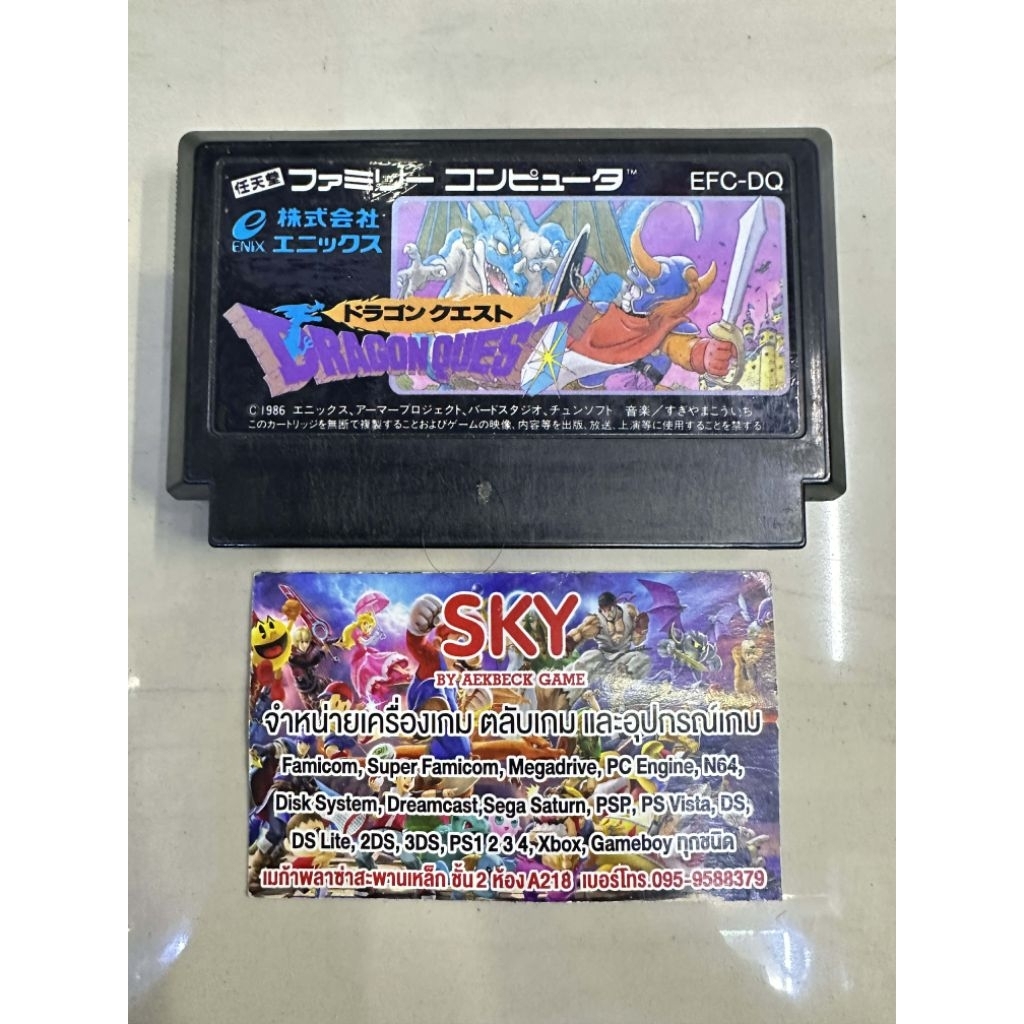 任天堂 ファミリー コンピュータ™ EFC-DQ
e 株式会社
ENIX エニックス
ドラゴン クエスト
DRAGON QUEST
©1986 エニックス、アーマープロジェクト、バードスタジオ、チュンソフト 音楽/すぎやまこういち
このカートリッジを無断で複製することおよびゲームの映像、内容等を出版、放送、上演等に使用することを禁する
SKY
BY AEKBECK GAME
จำหน่ายเครื่องเกม ตลับเกม และอุปกรณ์เกม
Famicom, Super Famicom, Megadrive, PC Engine, N64,
Disk System, Dreamcast,Sega Saturn, PSP, PS Vista, DS,
DS Lite, 2DS, 3DS, PS1 2 3 4, Xbox, Gameboy ทุกชนิด
เมก้าพลาซ่าสะพานเหล็ก ชั้น 2 ห้อง A218 เบอร์โทร.095-9588379